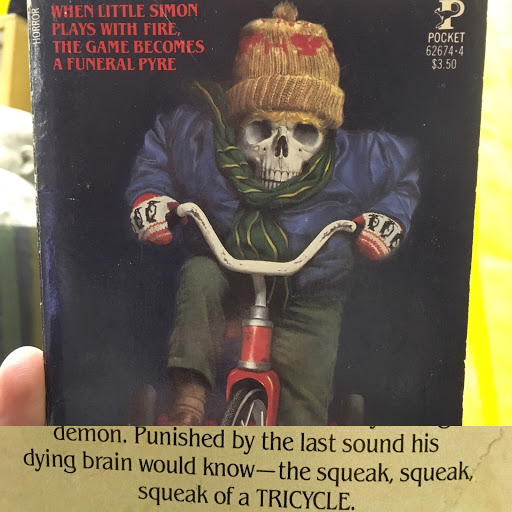 HORROR
WHEN LITTLE SIMON
PLAYS WITH FIRE,
THE GAME BECOMES
A FUNERAL PYRE
P
POCKET
62674-4
$3.50
demon. Punished by the last sound his
dying brain would know—the squeak, squeak,
squeak of a TRICYCLE.